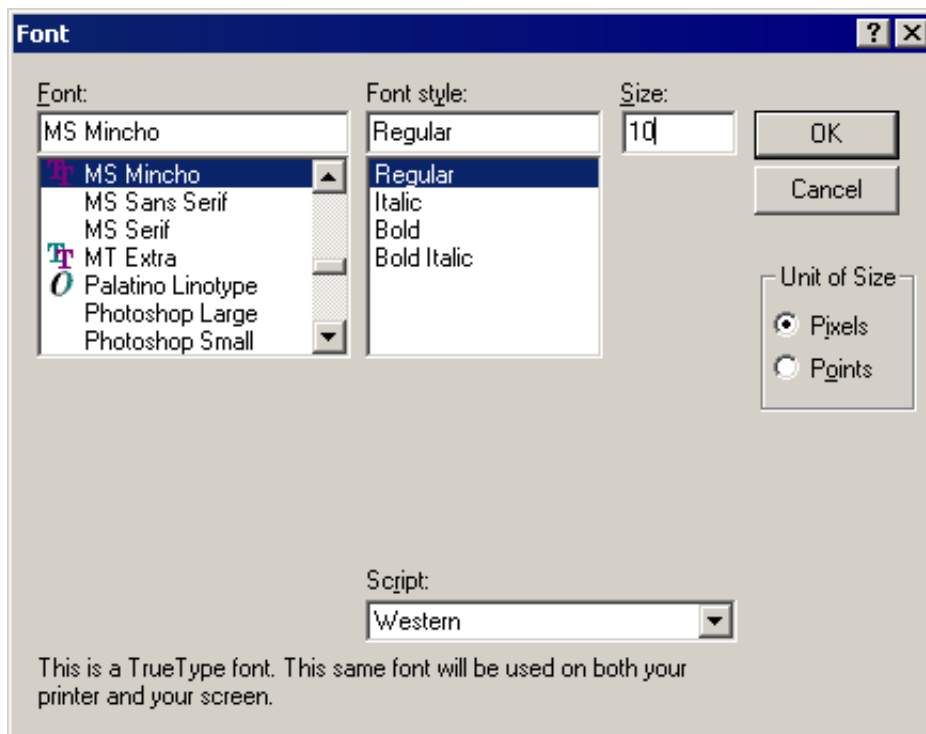 Font
Font:
MS Mincho
MS Mincho
MS Sans Serif
MS Serif
MT Extra
Palatino Linotype
Photoshop Large
Photoshop Small
Font style:
Regular
Regular
Italic
Bold
Bold Italic
Size:
10
OK
Cancel
Unit of Size
Pixels
Points
Script:
Western
This is a TrueType font. This same font will be used on both your
printer and your screen.